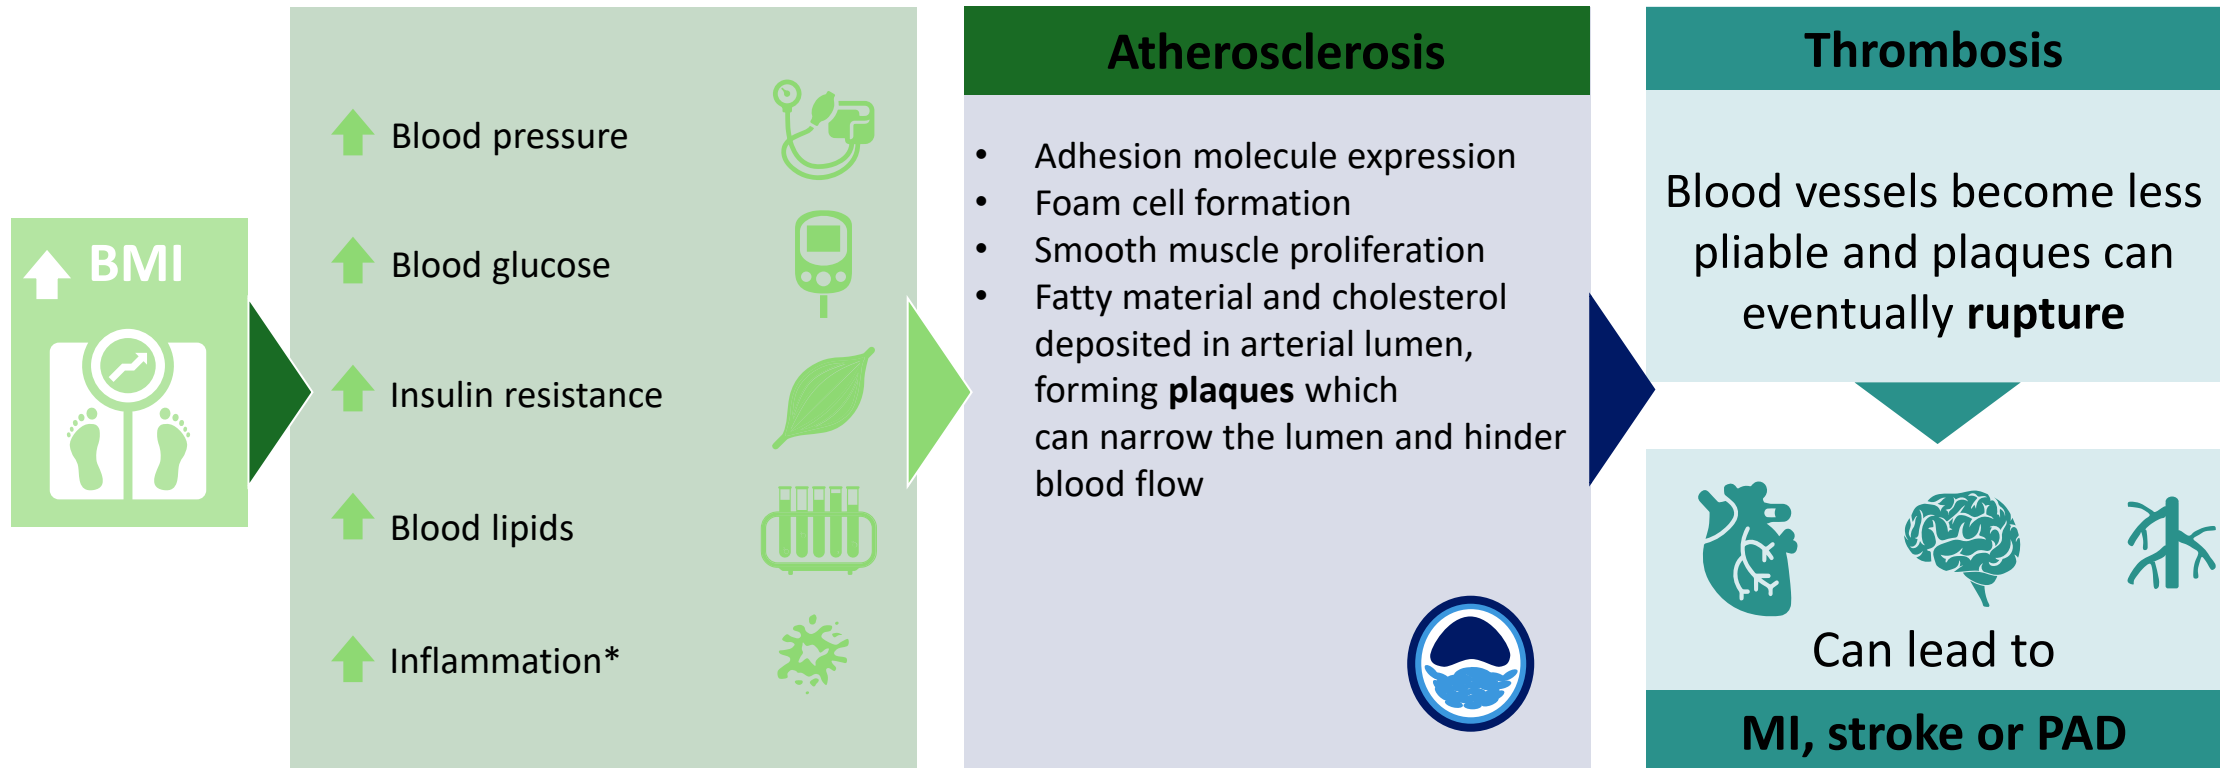 BMI
Blood pressure
Blood glucose
Insulin resistance
Blood lipids
Inflammation*
Atherosclerosis
• Adhesion molecule expression
• Foam cell formation
• Smooth muscle proliferation
• Fatty material and cholesterol
deposited in arterial lumen,
forming plaques which
can narrow the lumen and hinder
blood flow
Thrombosis
Blood vessels become less
pliable and plaques can
eventually rupture
Can lead to
MI, stroke or PAD